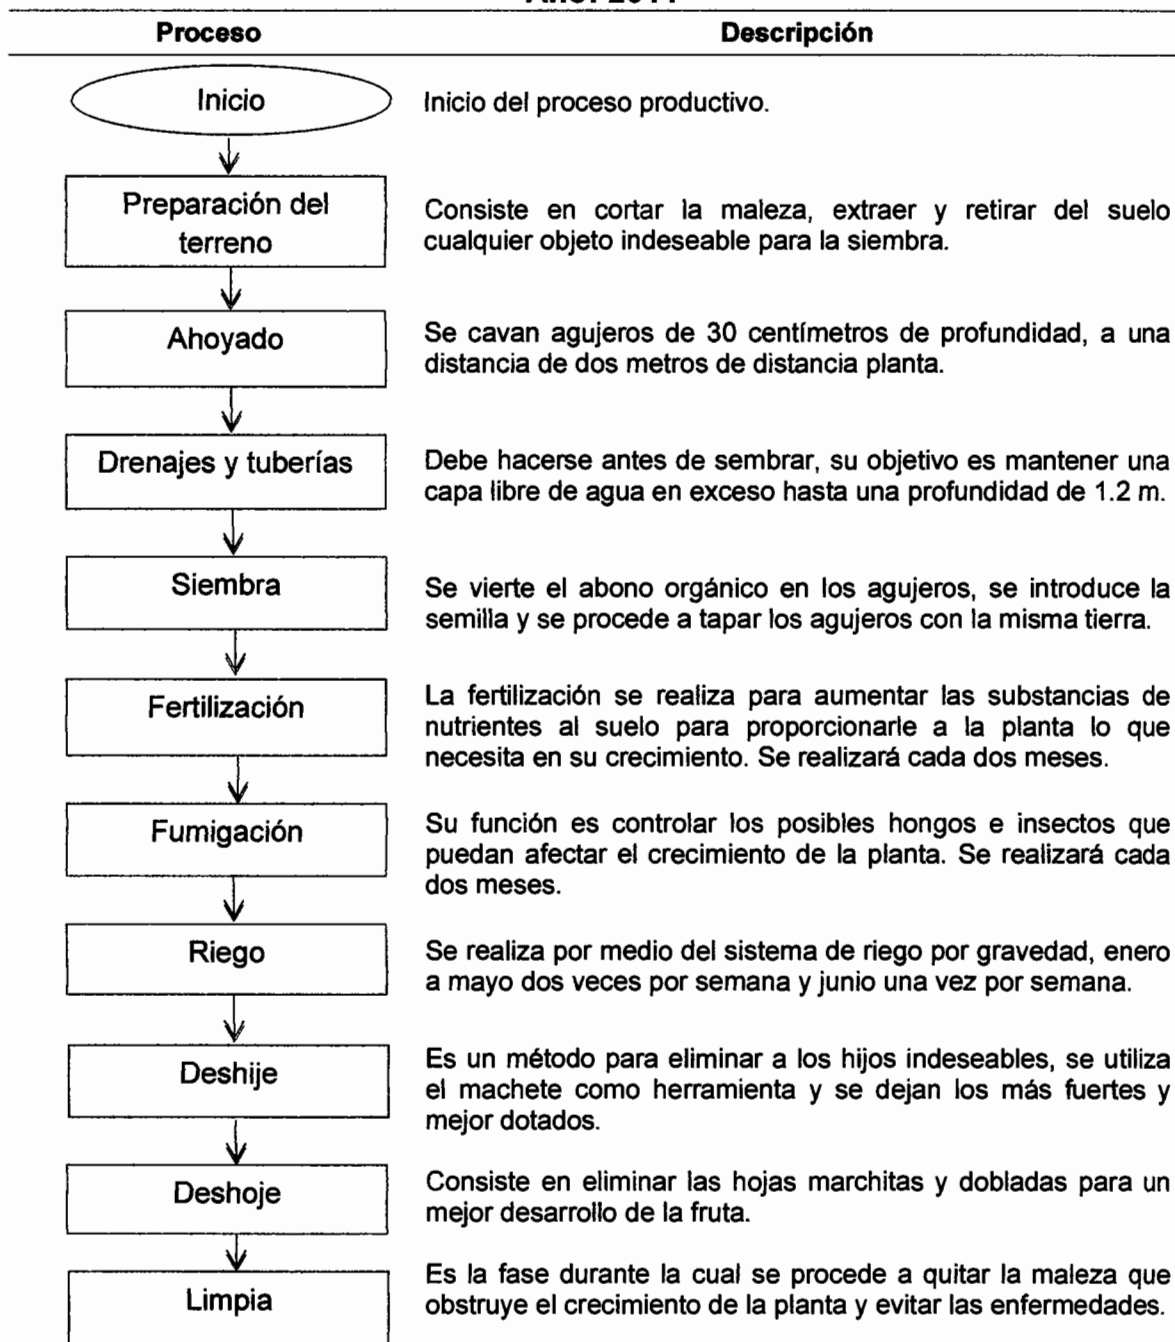 Proceso Descripción
Inicio
Inicio del proceso productivo.
Preparación del
terreno
Consiste en cortar la maleza, extraer y retirar del suelo
cualquier objeto indeseable para la siembra.
Ahoyado
Se cavan agujeros de 30 centímetros de profundidad, a una
distancia de dos metros de distancia planta.
Drenajes y tuberías
Debe hacerse antes de sembrar, su objetivo es mantener una
capa libre de agua en exceso hasta una profundidad de 1.2 m.
Siembra
Se vierte el abono orgánico en los agujeros, se introduce la
semilla y se procede a tapar los agujeros con la misma tierra.
Fertilización
La fertilización se realiza para aumentar las substancias de
nutrientes al suelo para proporcionarle a la planta lo que
necesita en su crecimiento. Se realizará cada dos meses.
Fumigación
Su función es controlar los posibles hongos e insectos que
puedan afectar el crecimiento de la planta. Se realizará cada
dos meses.
Riego
Se realiza por medio del sistema de riego por gravedad, enero
a mayo dos veces por semana y junio una vez por semana.
Deshije
Es un método para eliminar a los hijos indeseables, se utiliza
el machete como herramienta y se dejan los más fuertes y
mejor dotados.
Deshoje
Consiste en eliminar las hojas marchitas y dobladas para un
mejor desarrollo de la fruta.
Limpia
Es la fase durante la cual se procede a quitar la maleza que
obstruye el crecimiento de la planta y evitar las enfermedades.